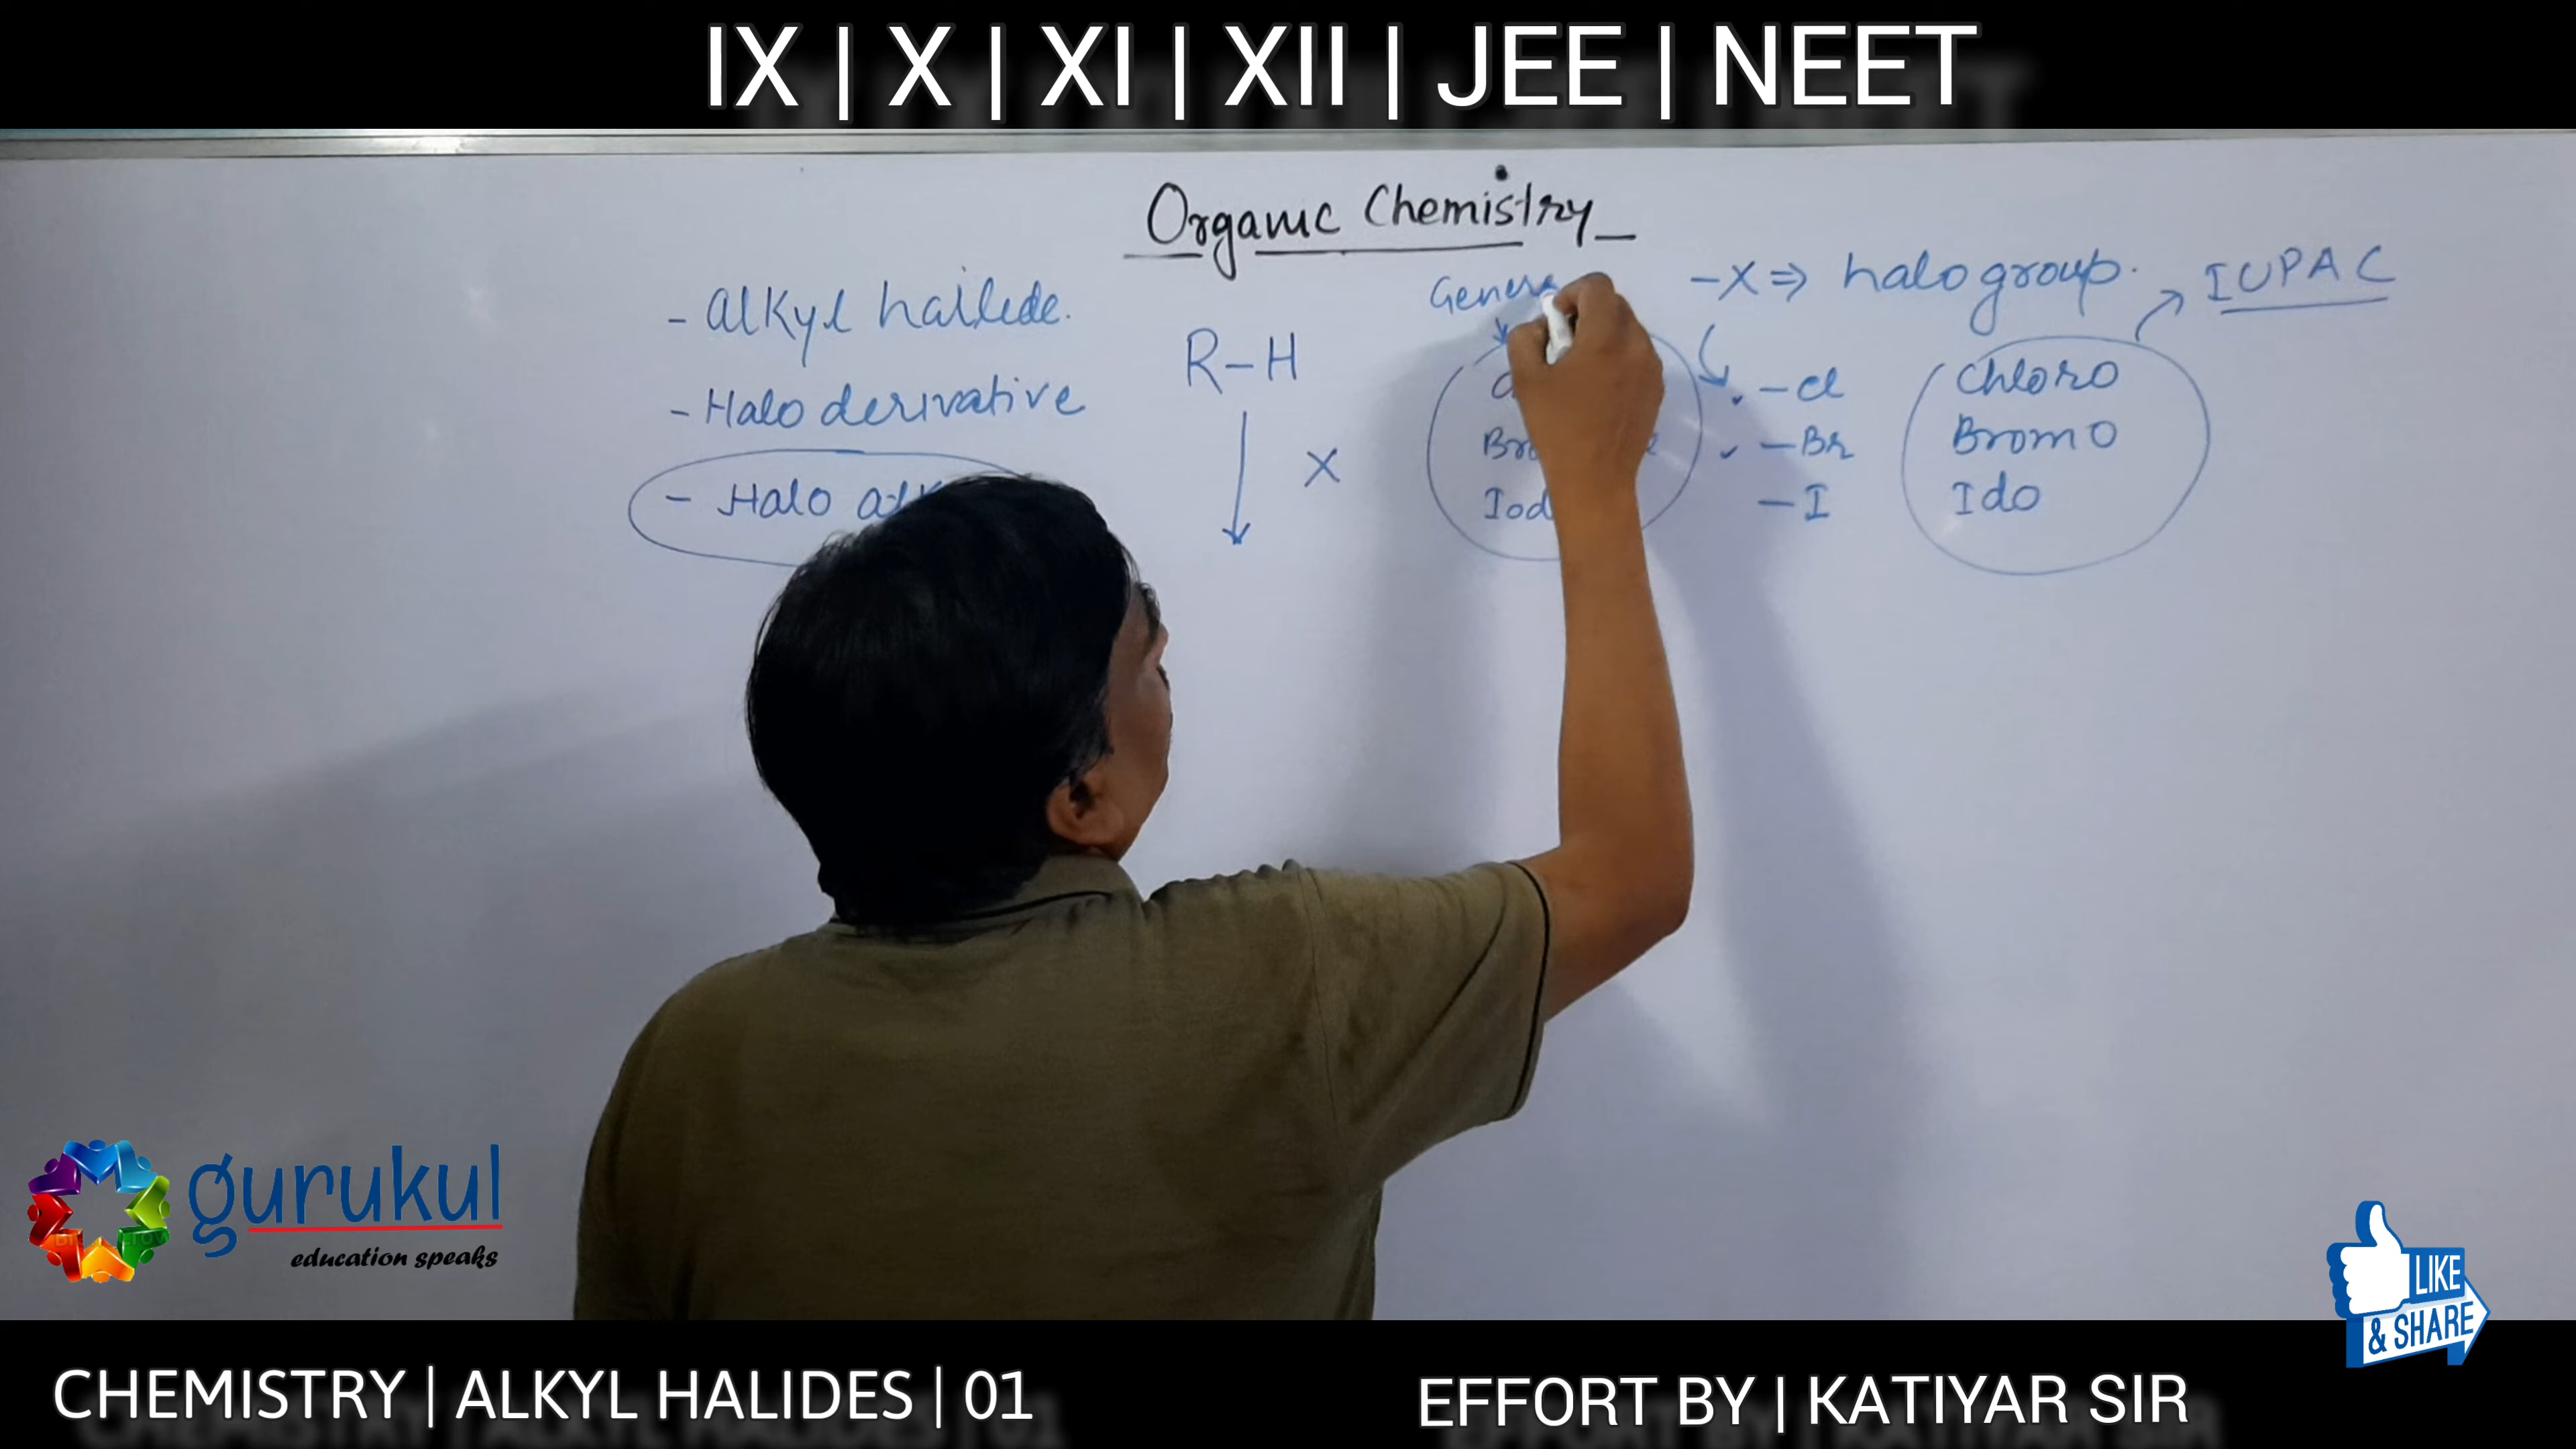 IX | X | XI | XII | JEE | NEET
Organic Chemistry
- Alkyl hailede.
- Halo derivative
- Halo
R-H
X
-X ⇒ halo group.
IUPAC
-Cl
-Br
-I
Chloro
Bromo
Ido
gurukul
education speaks
LIKE
& SHARE
CHEMISTRY | ALKYL HALIDES | 01
EFFORT BY | KATIYAR SIR